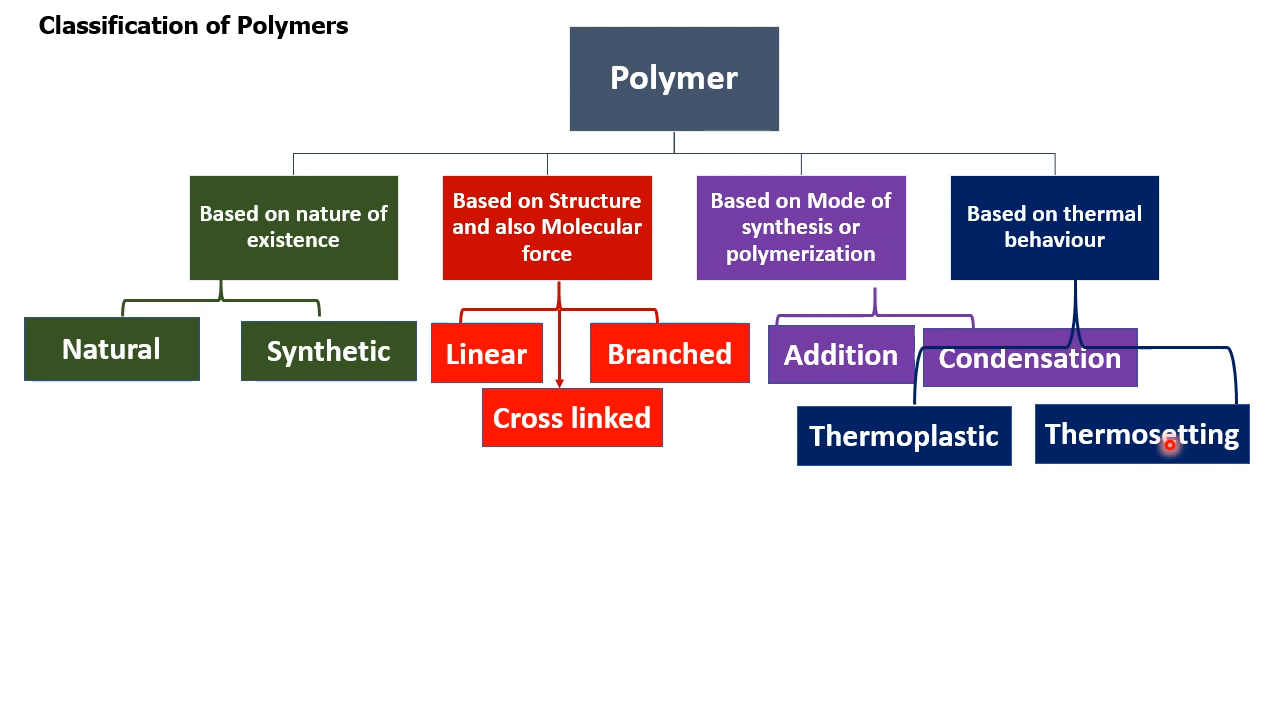 Classification of Polymers
Polymer
Based on nature of
existence
Based on Structure
and also Molecular
force
Based on Mode of
synthesis or
polymerization
Based on thermal
behaviour
Natural
Synthetic
Linear
Branched
Cross linked
Addition
Condensation
Thermoplastic
Thermosetting